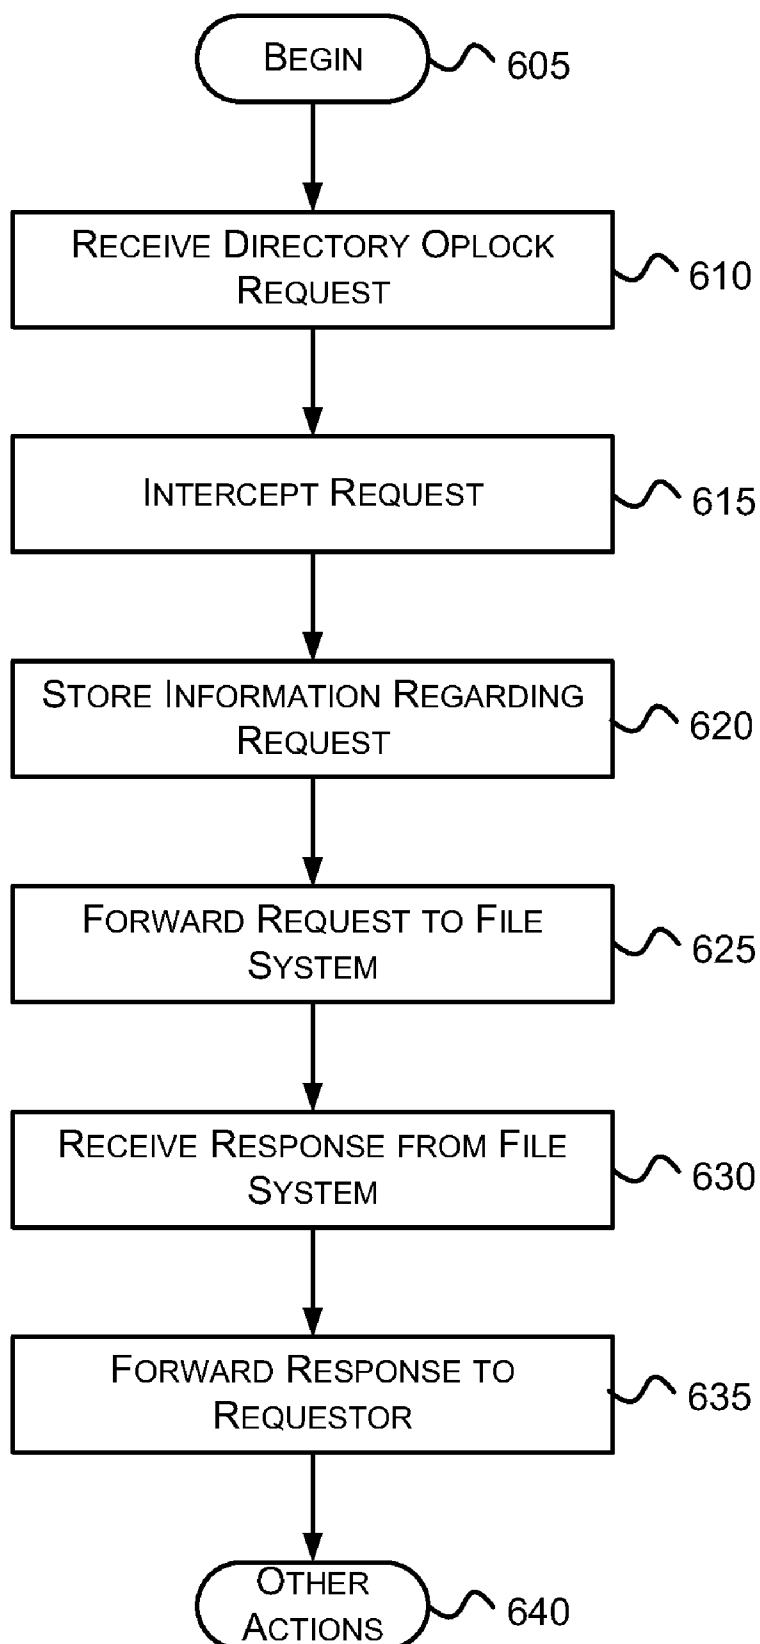 BEGIN
605
RECEIVE DIRECTORY OPLOCK
REQUEST
610
INTERCEPT REQUEST
615
STORE INFORMATION REGARDING
REQUEST
620
FORWARD REQUEST TO FILE
SYSTEM
625
RECEIVE RESPONSE FROM FILE
SYSTEM
630
FORWARD RESPONSE TO
REQUESTOR
635
OTHER
ACTIONS
640